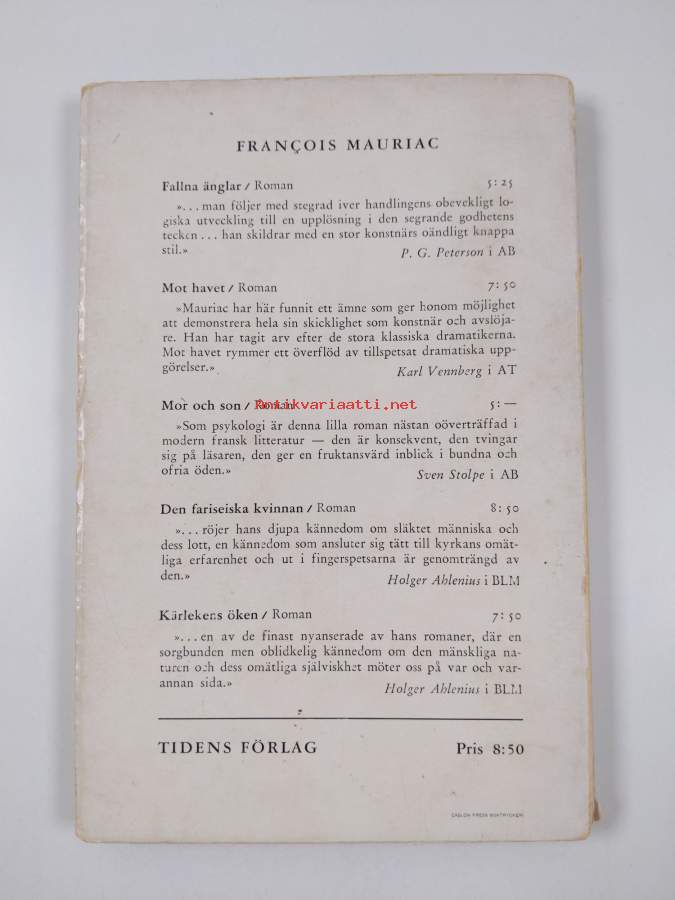 FRANÇOIS MAURIAC
Fallna änglar / Roman 5:25
»...man följer med stegrad iver handlingens obevekligt lo-
giska utveckling till en upplösning i den segrande godhetens
tecken... han skildrar med en stor konstnärs oändligt knappa
stil.» P. G. Peterson i AB
Mot havet / Roman 7:50
»Mauriac har här funnit ett ämne som ger honom möjlighet
att demonstrera hela sin skicklighet som konstnär och avslöja-
re. Han har tagit arv efter de stora klassiska dramatikerna.
Mot havet rymmer ett överflöd av tillspetsat dramatiska upp-
görelser.» Karl Vennberg i AT
Mor och son / Roman 5:—
Antikvariaatti.net
»Som psykologi är denna lilla roman nästan oöverträffad i
modern fransk litteratur — den är konsekvent, den tvingar
sig på läsaren, den ger en fruktansvärd inblick i bundna och
ofria öden.» Sven Stolpe i AB
Den fariseiska kvinnan / Roman 8:50
»...röjer hans djupa kännedom om släktet människa och
dess lott, en kännedom som ansluter sig tätt till kyrkans omät-
liga erfarenhet och ut i fingerspetsarna är genomträngd av
den.» Holger Ahlenius i BLM
Kärlekens öken / Roman 7:50
»...en av de finast nyanserade av hans romaner, där en
sorgbunden men oblidkelig kännedom om den mänskliga na-
turen och dess omätliga själviskhet möter oss på var och var-
annan sida.» Holger Ahlenius i BLM
TIDENS FÖRLAG Pris 8:50
CASLON PRESS BOKTRYCKERI